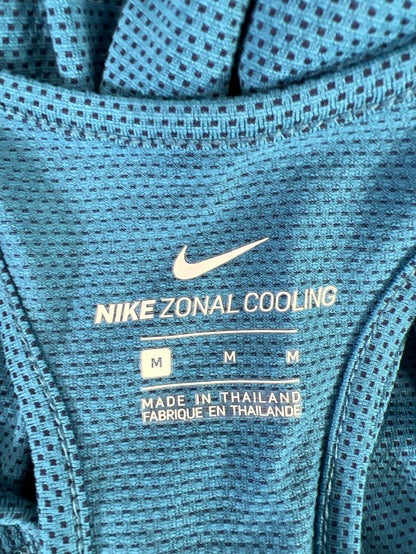 NIKE ZONAL COOLING
M M M
MADE IN THAILAND
FABRIQUE EN THAILANDE